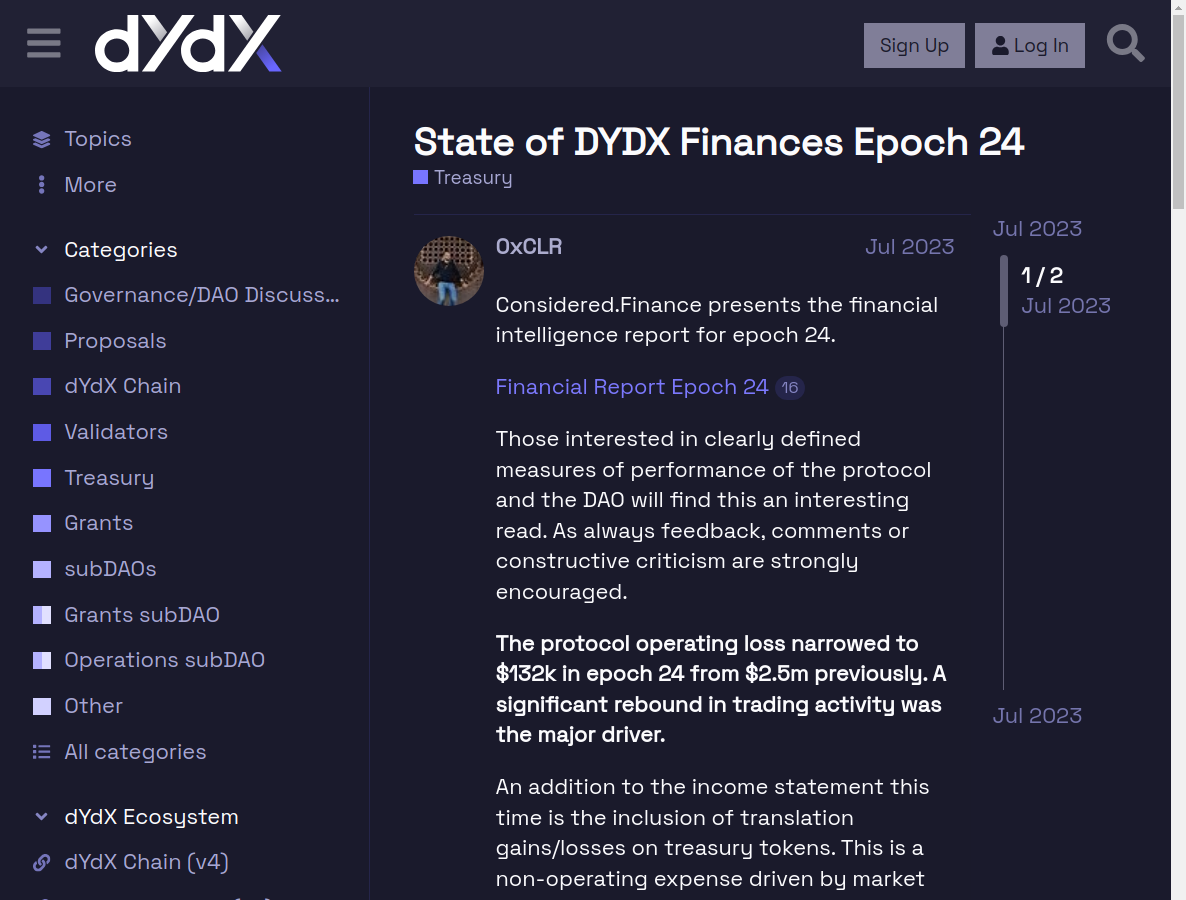 dYdX
Sign Up
Log In
Topics
More
Categories
Governance/DAO Discuss...
Proposals
dYdX Chain
Validators
Treasury
Grants
subDAOs
Grants subDAO
Operations subDAO
Other
All categories
dYdX Ecosystem
dYdX Chain (v4)
State of DYDX Finances Epoch 24
Treasury
0xCLR
Jul 2023
Considered.Finance presents the financial
intelligence report for epoch 24.
Financial Report Epoch 24 16
Those interested in clearly defined
measures of performance of the protocol
and the DAO will find this an interesting
read. As always feedback, comments or
constructive criticism are strongly
encouraged.
The protocol operating loss narrowed to
$132k in epoch 24 from $2.5m previously. A
significant rebound in trading activity was
the major driver.
An addition to the income statement this
time is the inclusion of translation
gains/losses on treasury tokens. This is a
non-operating expense driven by market
Jul 2023
1 / 2
Jul 2023
Jul 2023